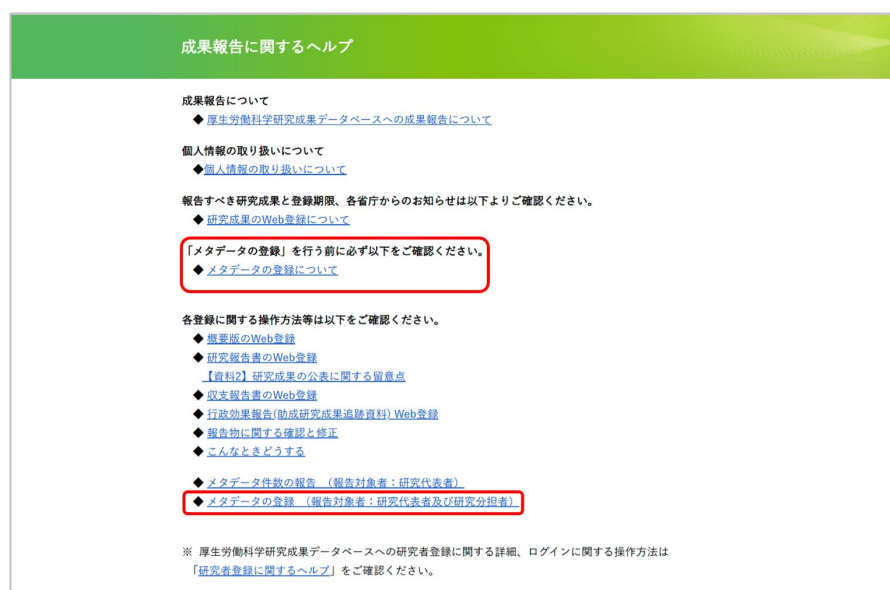 成果報告に関するヘルプ
成果報告について
◆ 厚生労働科学研究成果データベースへの成果報告について
個人情報の取り扱いについて
◆個人情報の取り扱いについて
報告すべき研究成果と登録期限、各省庁からのお知らせは以下よりご確認ください。
◆ 研究成果のWeb登録について
「メタデータの登録」を行う前に必ず以下をご確認ください。
◆ メタデータの登録について
各登録に関する操作方法等は以下をご確認ください。
◆ 概要版のWeb登録
◆ 研究報告書のWeb登録
【資料2】研究成果の公表に関する留意点
◆ 収支報告書のWeb登録
◆ 行政効果報告(助成研究成果追跡資料) Web登録
◆ 報告物に関する確認と修正
◆ こんなときどうする
◆ メタデータ件数の報告 （報告対象者：研究代表者）
◆ メタデータの登録 （報告対象者：研究代表者及び研究分担者）
※ 厚生労働科学研究成果データベースへの研究者登録に関する詳細、ログインに関する操作方法は
「研究者登録に関するヘルプ」をご確認ください。